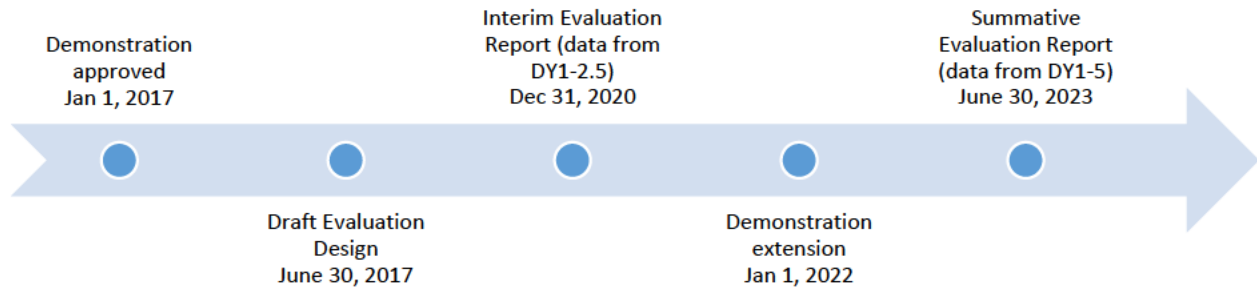 Demonstration
approved
Jan 1, 2017
Draft Evaluation
Design
June 30, 2017
Interim Evaluation
Report (data from
DY1-2.5)
Dec 31, 2020
Demonstration
extension
Jan 1, 2022
Summative
Evaluation Report
(data from DY1-5)
June 30, 2023